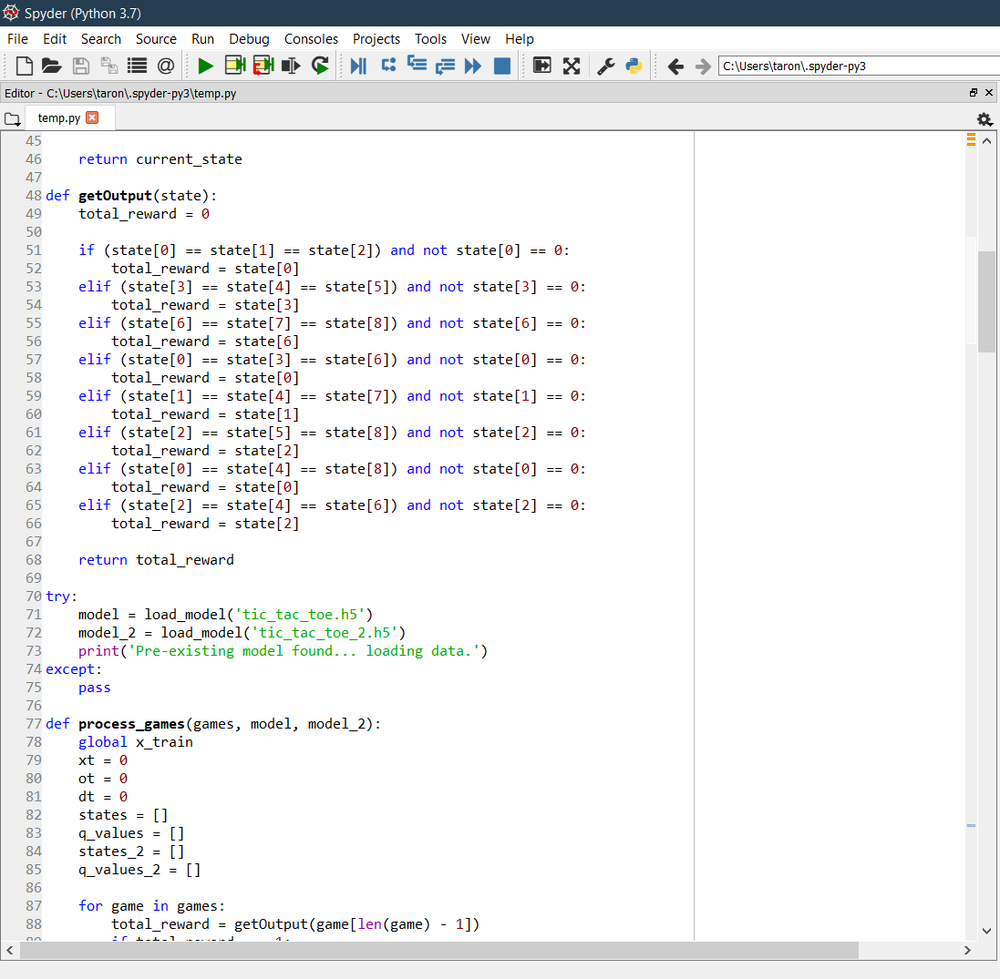 Spyder (Python 3.7)
File Edit Search Source Run Debug Consoles Projects Tools View Help
C:\Users\taron\.spyder-py3
Editor - C:\Users\taron\.spyder-py3\temp.py
temp.py
45
46     return current_state
47
48 def getOutput(state):
49     total_reward = 0
50
51     if (state[0] == state[1] == state[2]) and not state[0] == 0:
52         total_reward = state[0]
53     elif (state[3] == state[4] == state[5]) and not state[3] == 0:
54         total_reward = state[3]
55     elif (state[6] == state[7] == state[8]) and not state[6] == 0:
56         total_reward = state[6]
57     elif (state[0] == state[3] == state[6]) and not state[0] == 0:
58         total_reward = state[0]
59     elif (state[1] == state[4] == state[7]) and not state[1] == 0:
60         total_reward = state[1]
61     elif (state[2] == state[5] == state[8]) and not state[2] == 0:
62         total_reward = state[2]
63     elif (state[0] == state[4] == state[8]) and not state[0] == 0:
64         total_reward = state[0]
65     elif (state[2] == state[4] == state[6]) and not state[2] == 0:
66         total_reward = state[2]
67
68     return total_reward
69
70 try:
71     model = load_model('tic_tac_toe.h5')
72     model_2 = load_model('tic_tac_toe_2.h5')
73     print('Pre-existing model found... loading data.')
74 except:
75     pass
76
77 def process_games(games, model, model_2):
78     global x_train
79     xt = 0
80     ot = 0
81     dt = 0
82     states = []
83     q_values = []
84     states_2 = []
85     q_values_2 = []
86
87     for game in games:
88         total_reward = getOutput(game[len(game) - 1])